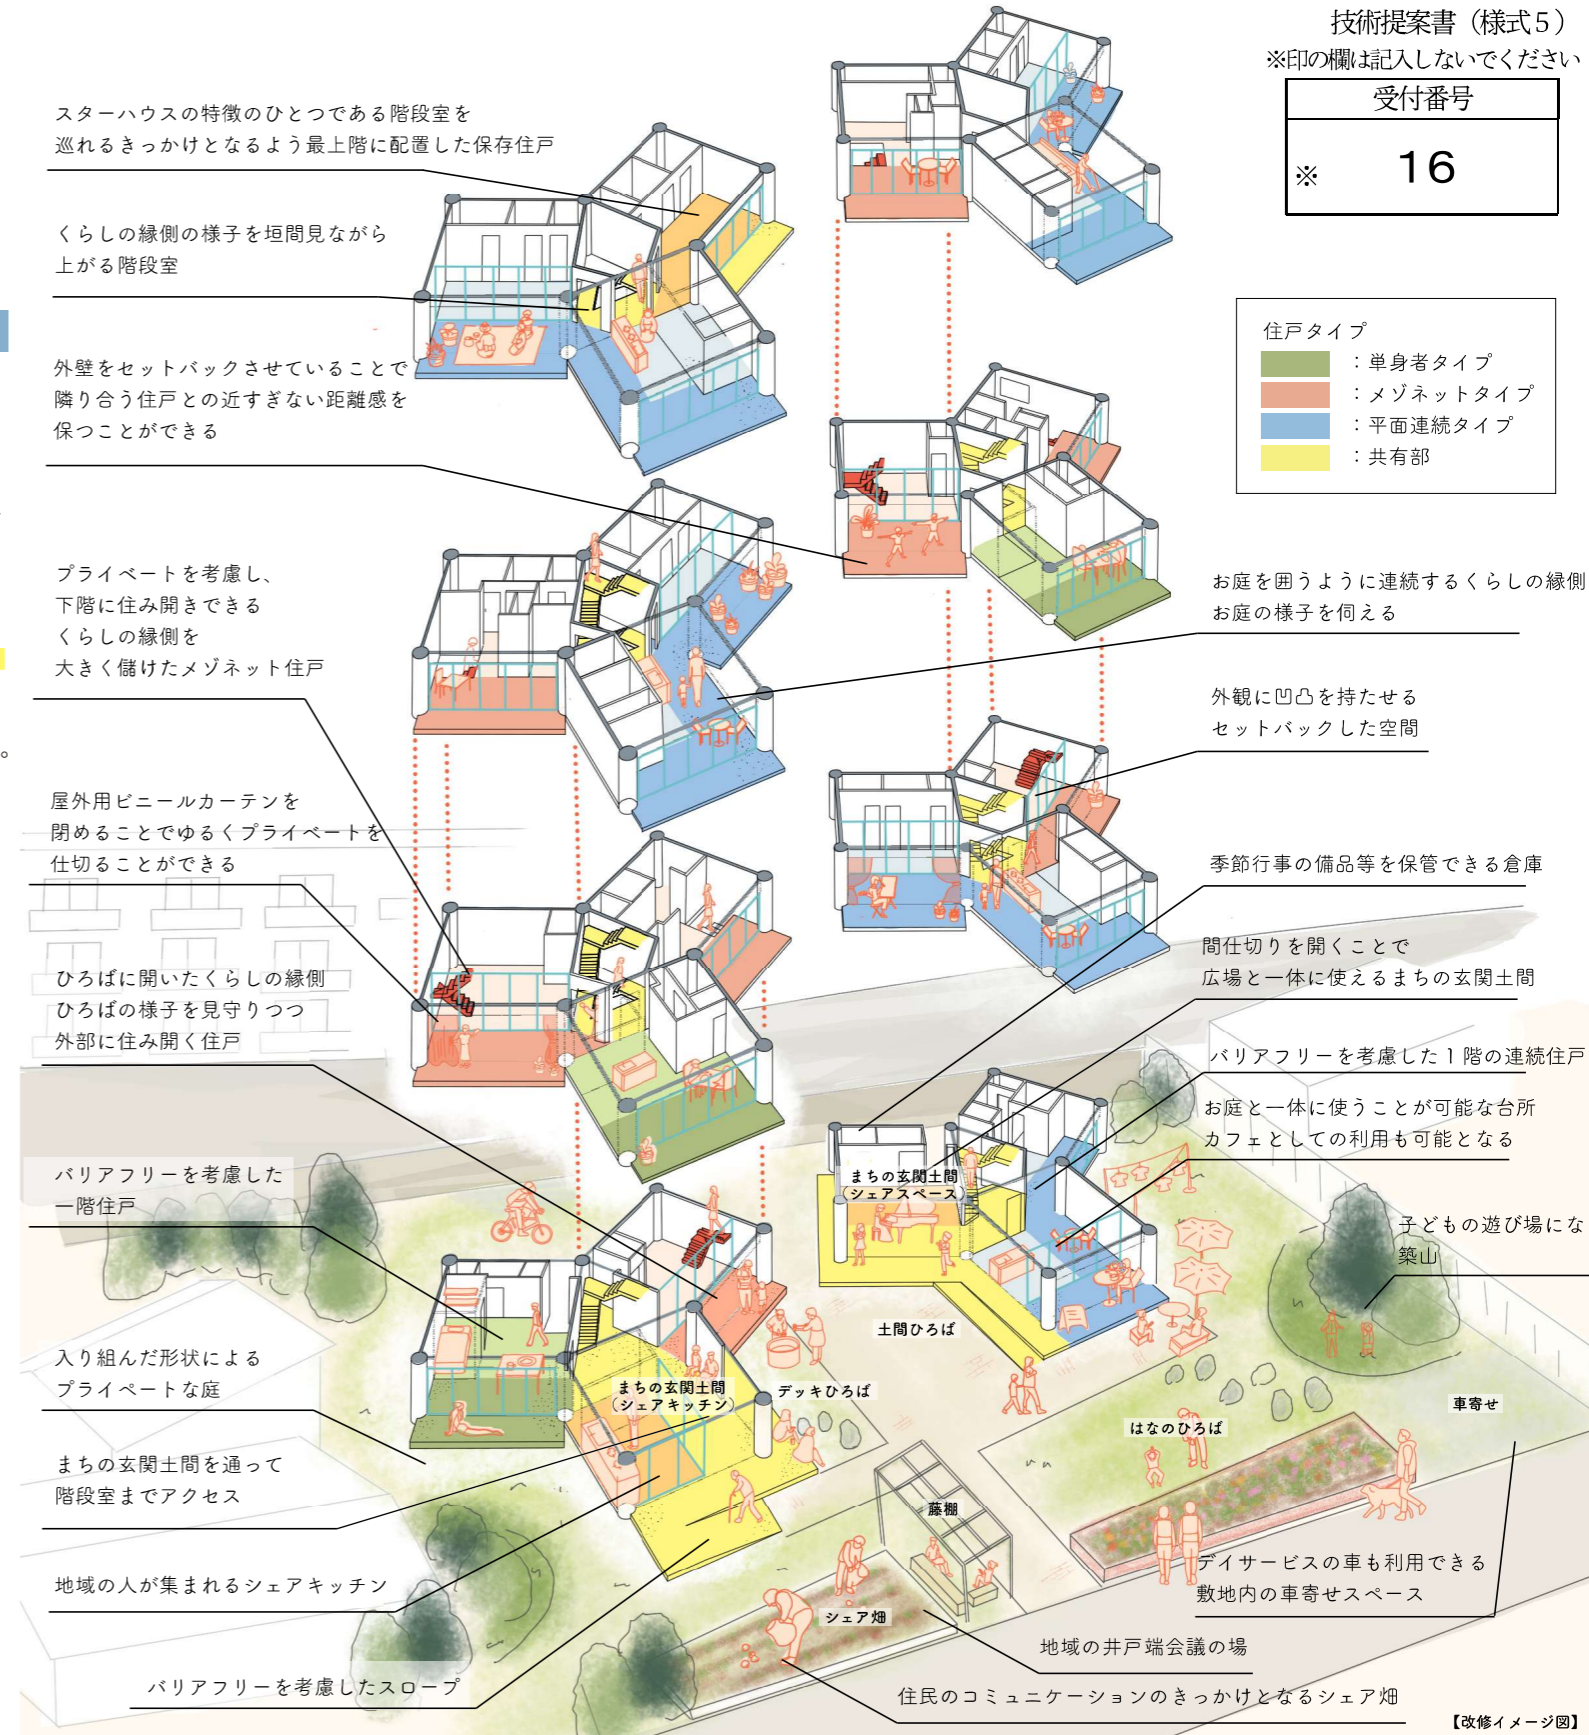 技術提案書（様式５）
※印の欄は記入しないでください
受付番号
※ 16
スターハウスの特徴のひとつである階段室を
巡れるきっかけとなるよう最上階に配置した保存住戸
くらしの縁側の様子を垣間見ながら
上がる階段室
外壁をセットバックさせていることで
隣り合う住戸との近すぎない距離感を
保つことができる
プライベートを考慮し、
下階に住み開きできる
くらしの縁側を
大きく儲けたメゾネット住戸
。
屋外用ビニールカーテンを
閉めることでゆるくプライベートを
仕切ることができる
ひろばに開いたくらしの縁側
ひろばの様子を見守りつつ
外部に住み開く住戸
バリアフリーを考慮した
一階住戸
入り組んだ形状による
プライベートな庭
まちの玄関土間を通って
階段室までアクセス
地域の人が集まれるシェアキッチン
バリアフリーを考慮したスロープ
住戸タイプ
：単身者タイプ
：メゾネットタイプ
：平面連続タイプ
：共有部
お庭を囲うように連続するくらしの縁側
お庭の様子を伺える
外観に凹凸を持たせる
セットバックした空間
季節行事の備品等を保管できる倉庫
間仕切りを開くことで
広場と一体に使えるまちの玄関土間
バリアフリーを考慮した１階の連続住戸
お庭と一体に使うことが可能な台所
カフェとしての利用も可能となる
子どもの遊び場にな
築山
まちの玄関土間
（シェアスペース）
土間ひろば
まちの玄関土間
（シェアキッチン）
デッキひろば
はなのひろば
車寄せ
藤棚
シェア畑
デイサービスの車も利用できる
敷地内の車寄せスペース
地域の井戸端会議の場
住民のコミュニケーションのきっかけとなるシェア畑
【改修イメージ図】